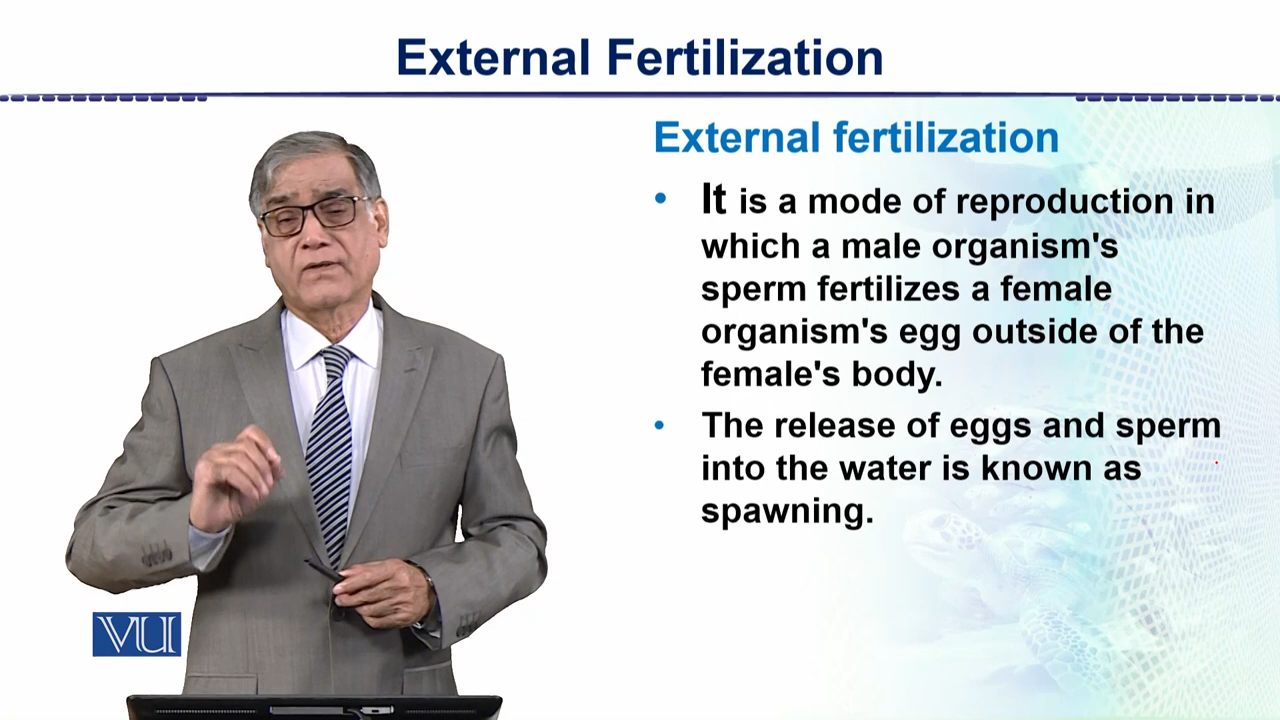 External Fertilization
External fertilization
• It is a mode of reproduction in
which a male organism's
sperm fertilizes a female
organism's egg outside of the
female's body.
• The release of eggs and sperm
into the water is known as
spawning.
VU